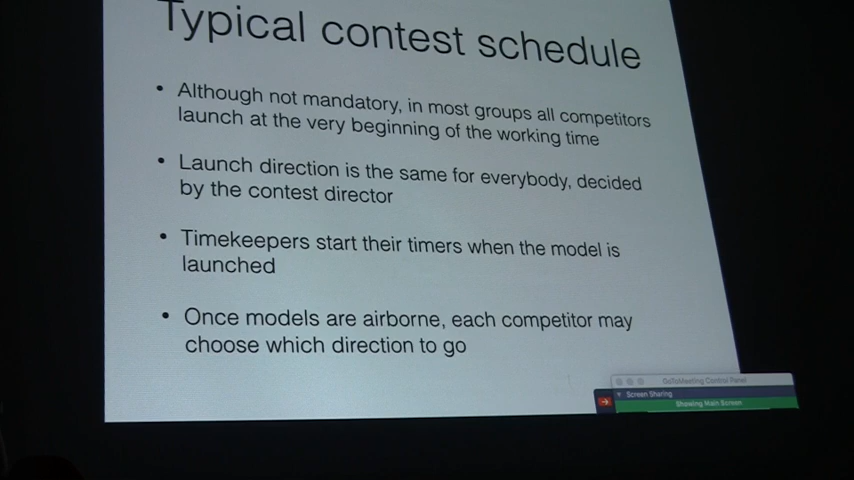 Typical contest schedule
• Although not mandatory, in most groups all competitors
launch at the very beginning of the working time
• Launch direction is the same for everybody, decided
by the contest director
• Timekeepers start their timers when the model is
launched
• Once models are airborne, each competitor may
choose which direction to go
GoToMeeting Control Panel
Screen Sharing
Showing Main Screen